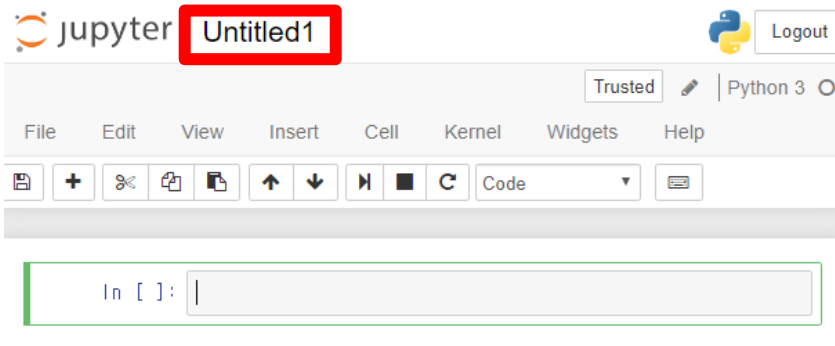 jupyter Untitled1 Logout
Trusted Python 3
File Edit View Insert Cell Kernel Widgets Help
Code
In [ ]: